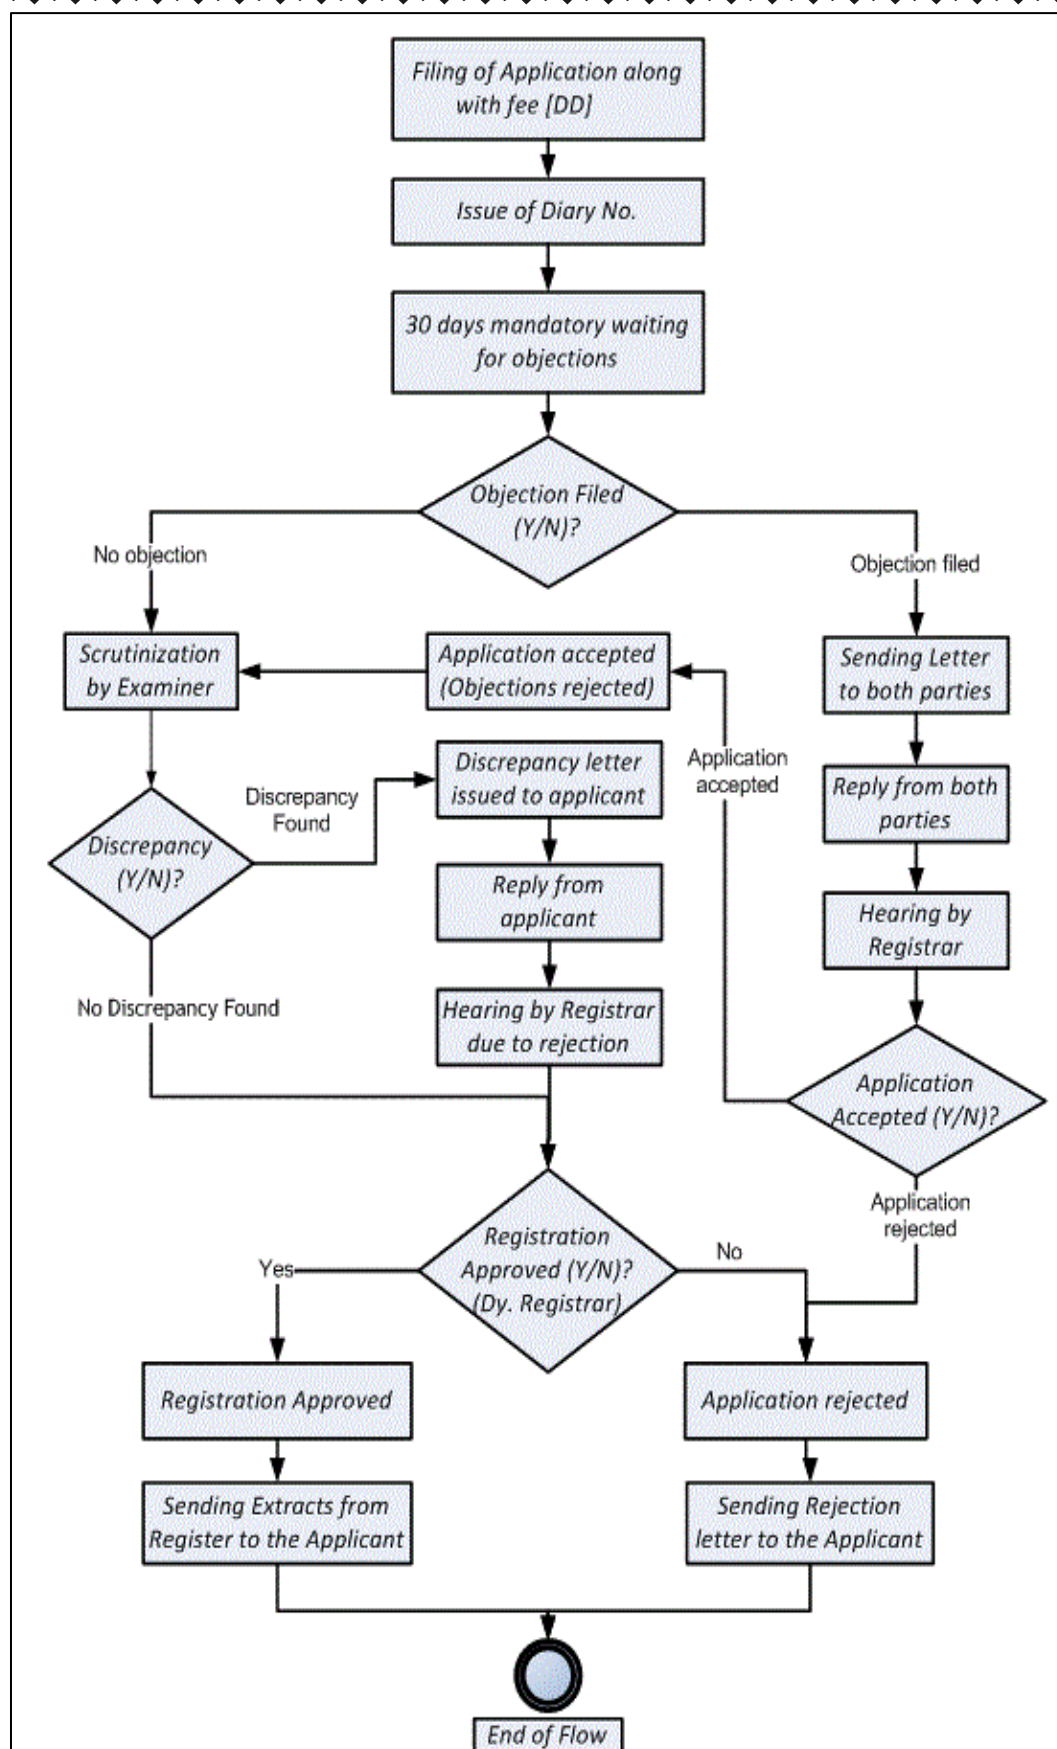 Filing of Application along
with fee [DD]
Issue of Diary No.
30 days mandatory waiting
for objections
Objection Filed
(Y/N)?
No objection
Objection filed
Scrutinization
by Examiner
Application accepted
(Objections rejected)
Sending Letter
to both parties
Discrepancy letter
issued to applicant
Application
accepted
Reply from both
parties
Discrepancy
Found
Discrepancy
(Y/N)?
Reply from
applicant
Hearing by
Registrar
No Discrepancy Found
Hearing by Registrar
due to rejection
Application
Accepted (Y/N)?
Application
rejected
Registration
Approved (Y/N)?
(Dy. Registrar)
Yes
No
Registration Approved
Application rejected
Sending Extracts from
Register to the Applicant
Sending Rejection
letter to the Applicant
End of Flow